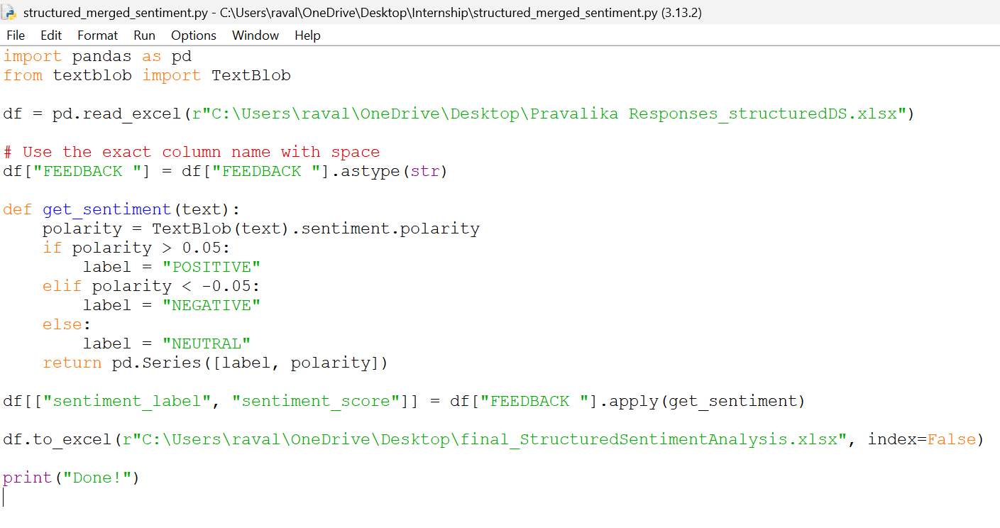 structured_merged_sentiment.py - C:\Users\raval\OneDrive\Desktop\Internship\structured_merged_sentiment.py (3.13.2)
File Edit Format Run Options Window Help
import pandas as pd
from textblob import TextBlob

df = pd.read_excel(r"C:\Users\raval\OneDrive\Desktop\Pravalika Responses_structuredDS.xlsx")

# Use the exact column name with space
df["FEEDBACK "] = df["FEEDBACK "].astype(str)

def get_sentiment(text):
    polarity = TextBlob(text).sentiment.polarity
    if polarity > 0.05:
        label = "POSITIVE"
    elif polarity < -0.05:
        label = "NEGATIVE"
    else:
        label = "NEUTRAL"
    return pd.Series([label, polarity])

df[["sentiment_label", "sentiment_score"]] = df["FEEDBACK "].apply(get_sentiment)

df.to_excel(r"C:\Users\raval\OneDrive\Desktop\final_StructuredSentimentAnalysis.xlsx", index=False)

print("Done!")